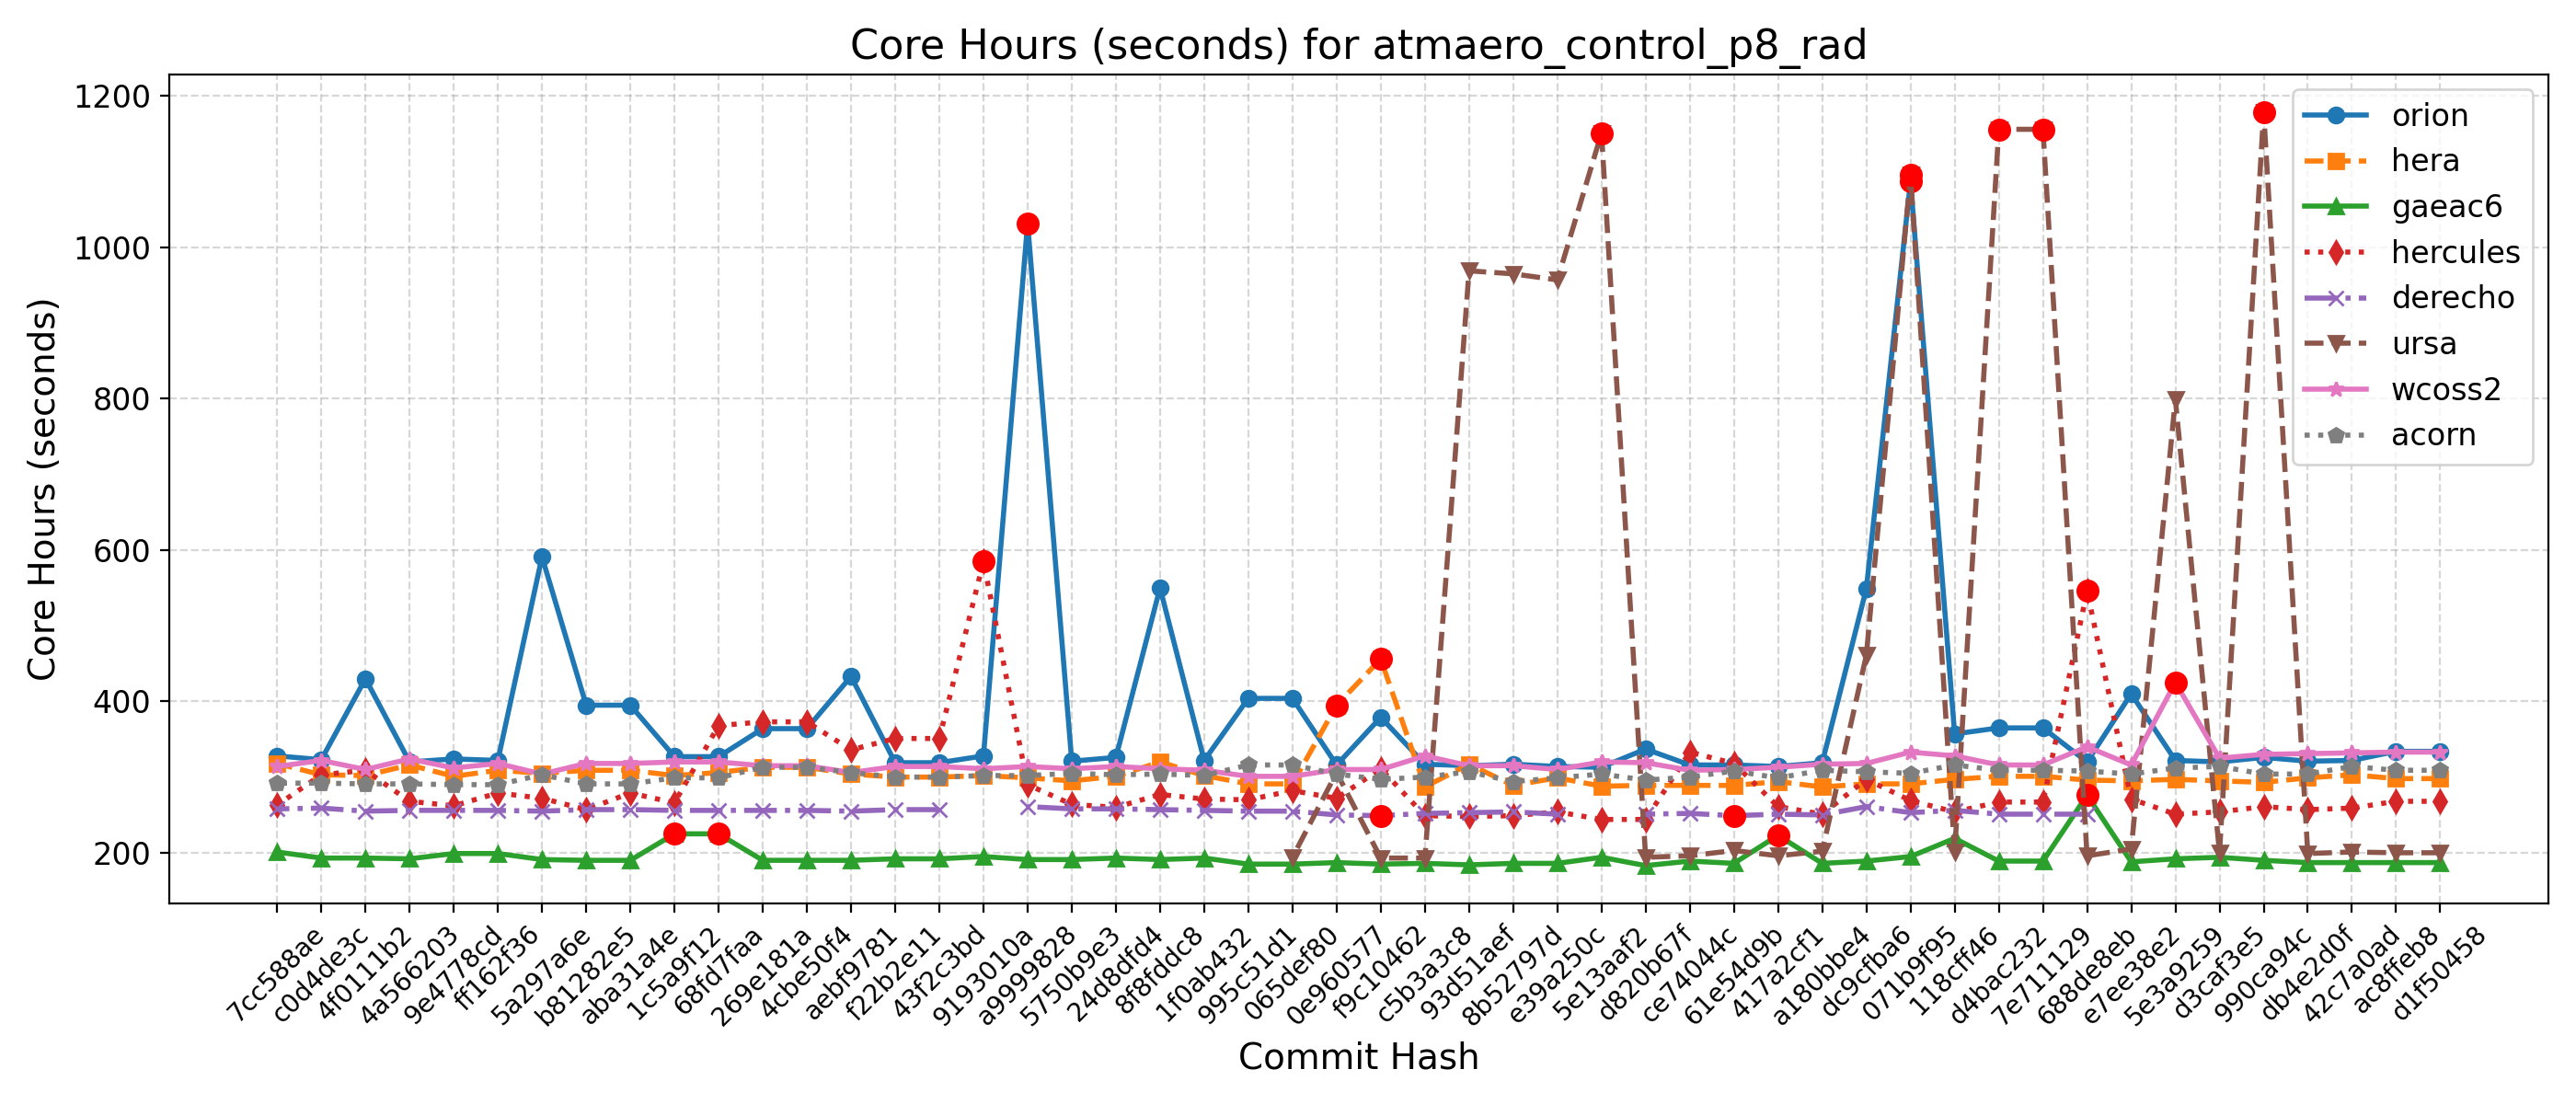 Core Hours (seconds) for atmaero_control_p8_rad
Core Hours (seconds)
1200
1000
800
600
400
200
orion
hera
gaeac6
hercules
derecho
ursa
wcoss2
acorn
7cc588ae
c0d4de3c
4f0111b2
4a566203
9e4778cd
ff162f36
5a297a6e
b81282e5
aba31a4e
1c5a9f12
68fd7faa
269e181a
4cbe50f4
aebf9781
f22b2e11
43f2c3bd
9193010a
a9999828
5750b9e3
24d8dfd4
8f8fddc8
1f0ab432
995c51d1
065def80
0e960577
f9c10462
c5b3a3c8
93d51aef
8b52797d
e39a250c
5e13aaf2
d820b67f
ce74044c
61e54d9b
417a2cf1
a180bbe4
dc9cfba6
071b9f95
118cff46
d4bac232
7e711129
688de8eb
e7ee38e2
5e3a9259
d3caf3e5
990ca94c
db4e2d0f
42c7a0ad
ac8ffeb8
d1f50458
Commit Hash